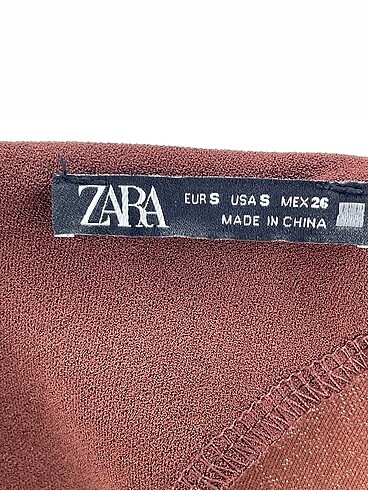 ZARA
EUR S USA S MEX 26
MADE IN CHINA